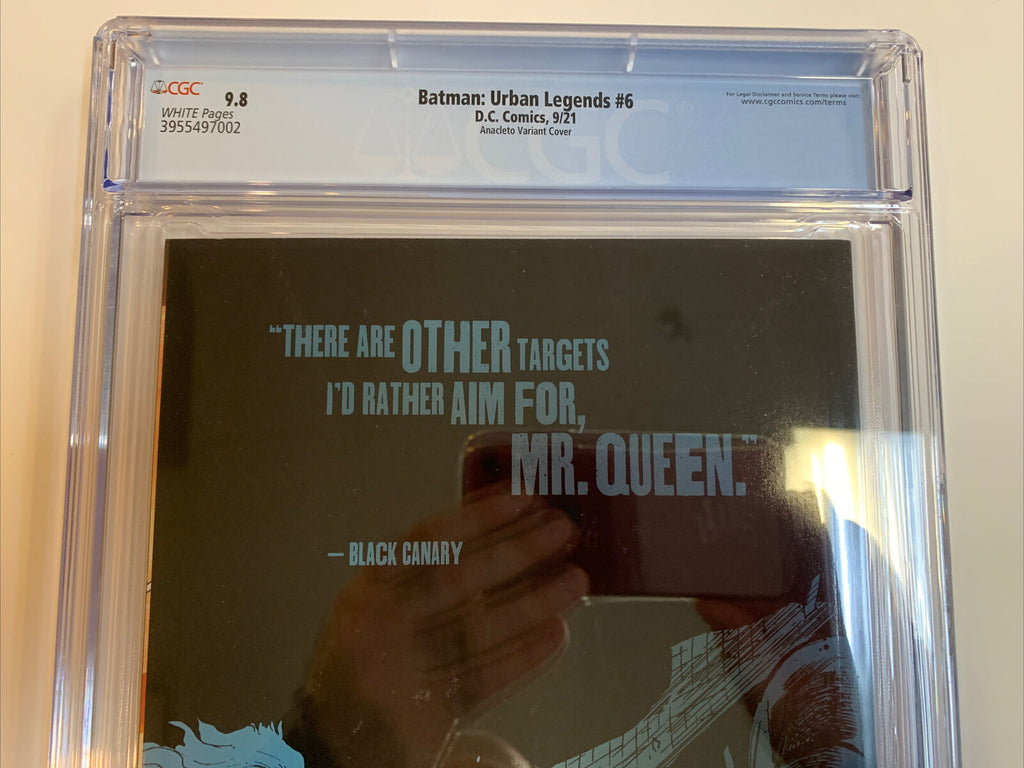 CGC
9.8
WHITE Pages
3955497002
Batman: Urban Legends #6
D.C. Comics, 9/21
Anacleto Variant Cover
For Legal Disclaimer and Service Terms please visit:
www.cgccomics.com/terms
CGC
"THERE ARE OTHER TARGETS
I'D RATHER AIM FOR,
MR. QUEEN."
— BLACK CANARY